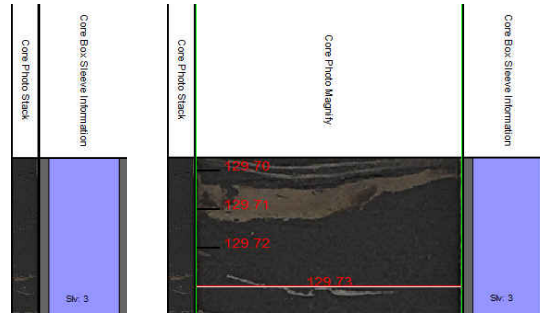 Core Photo Stack
Core Box Sleeve Information
Slv: 3
Core Photo Stack
Core Photo Magnify
Core Box Sleeve Information
129.70
129.71
129.72
129.73
Slv: 3